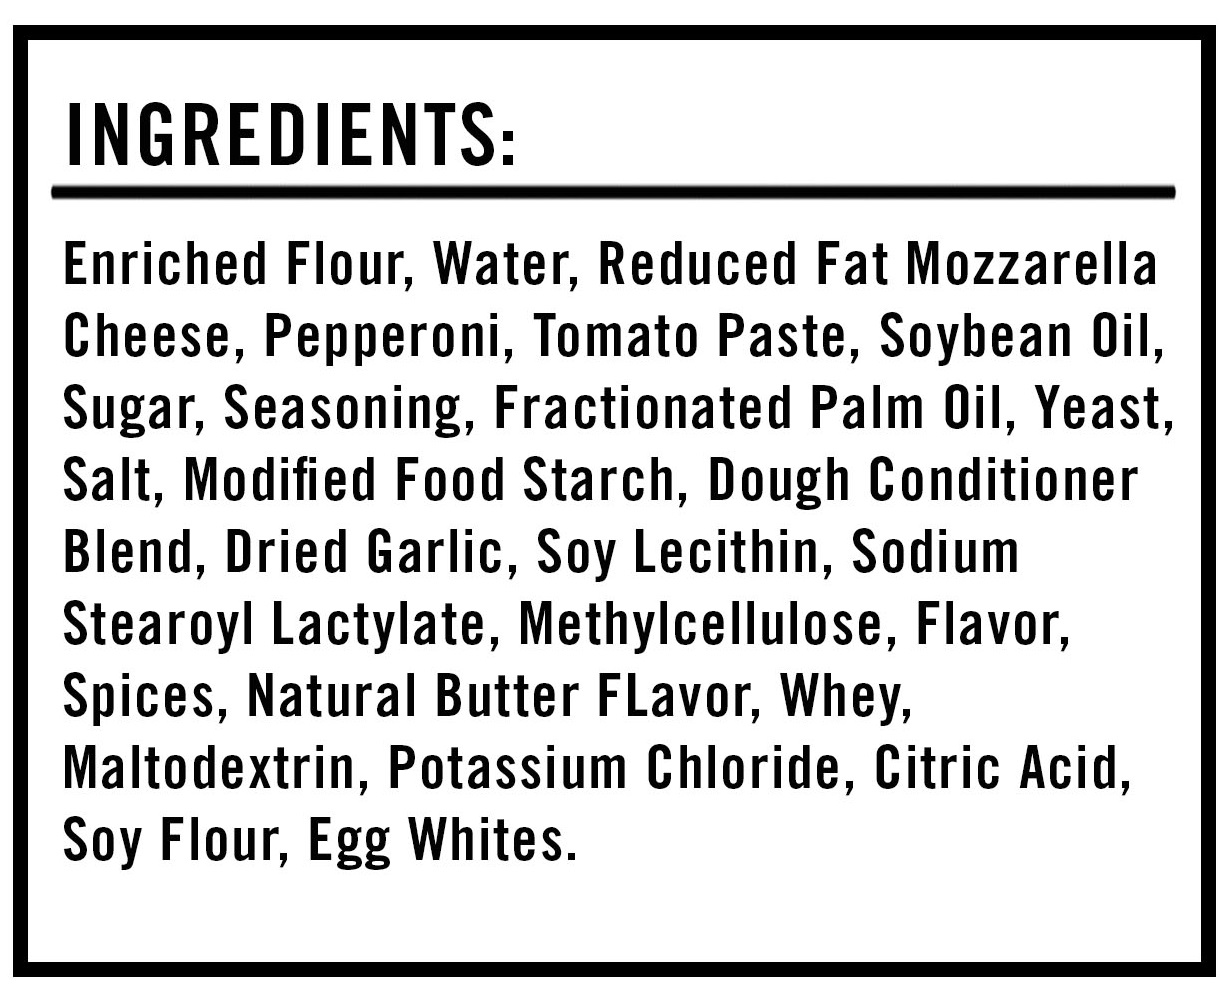 INGREDIENTS:
Enriched Flour, Water, Reduced Fat Mozzarella
Cheese, Pepperoni, Tomato Paste, Soybean Oil,
Sugar, Seasoning, Fractionated Palm Oil, Yeast,
Salt, Modified Food Starch, Dough Conditioner
Blend, Dried Garlic, Soy Lecithin, Sodium
Stearoyl Lactylate, Methylcellulose, Flavor,
Spices, Natural Butter FLavor, Whey,
Maltodextrin, Potassium Chloride, Citric Acid,
Soy Flour, Egg Whites.